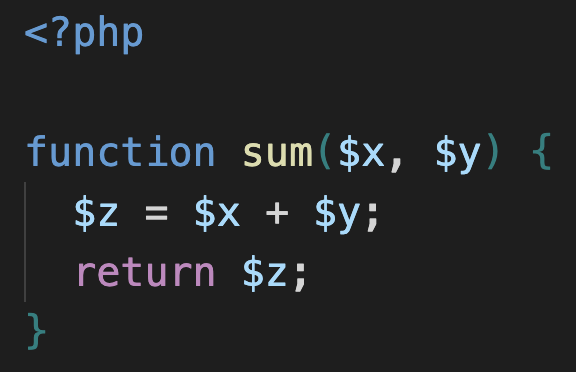 <?php
function sum($x, $y) {
  $z = $x + $y;
  return $z;
}